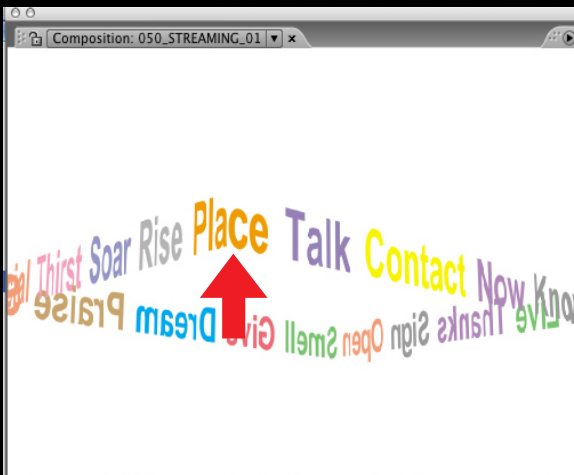 Composition: 050_STREAMING_01
Thirst Soar Rise Place Talk Contact Now
Praise Dream Give Smell Open Sign Thanks Live